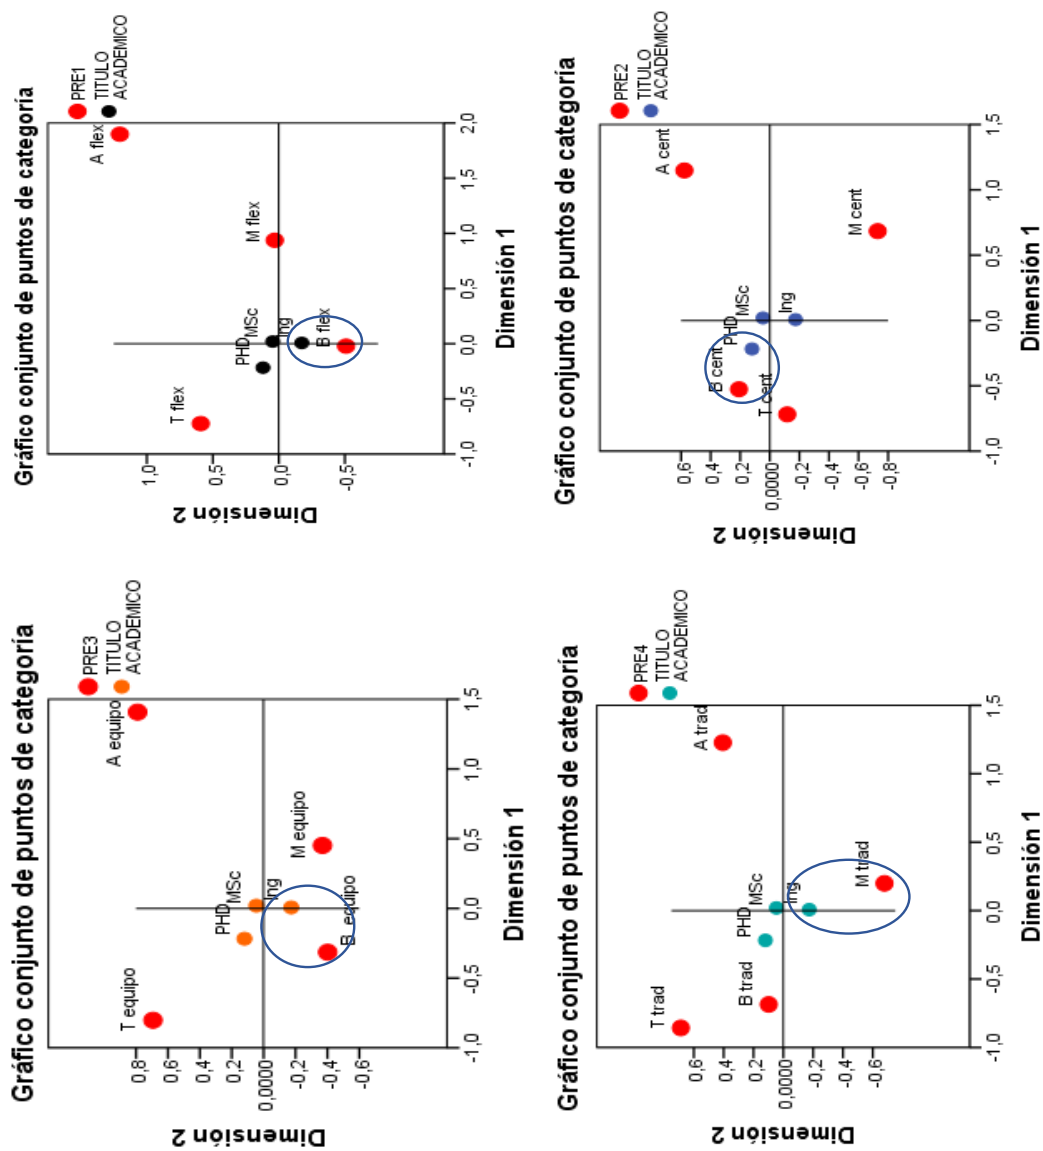 Gráfico conjunto de puntos de categoría
PRE3
TITULO
ACADEMICO
A equipo
M equipo
MSc
PHD
Ing
B equipo
T equipo
0,8
0,6
0,4
0,2
0,0000
-0,2
-0,4
-0,6
-1,0
-0,5
0,0
0,5
1,0
1,5
Dimensión 2
Dimensión 1
Gráfico conjunto de puntos de categoría
PRE1
TITULO
ACADEMICO
A flex
M flex
MSc
PHD
Ing
B flex
T flex
1,0
0,5
0,0
-0,5
-1,0
-0,5
0,0
0,5
1,0
1,5
2,0
Dimensión 2
Dimensión 1
Gráfico conjunto de puntos de categoría
PRE4
TITULO
ACADEMICO
A trad
M trad
MSc
PHD
Ing
B trad
T trad
0,6
0,4
0,2
0,0000
-0,2
-0,4
-0,6
-1,0
-0,5
0,0
0,5
1,0
1,5
Dimensión 2
Dimensión 1
Gráfico conjunto de puntos de categoría
PRE2
TITULO
ACADEMICO
A cent
M cent
MSc
PHD
Ing
B cent
T cent
0,6
0,4
0,2
0,0000
-0,2
-0,4
-0,6
-0,8
-1,0
-0,5
0,0
0,5
1,0
1,5
Dimensión 2
Dimensión 1